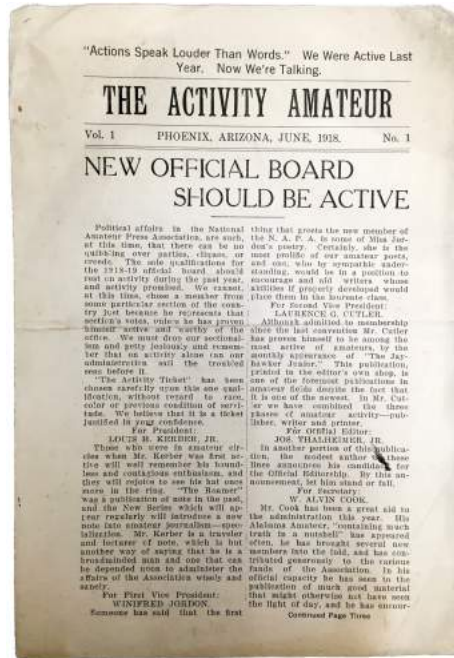 "Actions Speak Louder Than Words." We Were Active Last
Year. Now We're Talking.
THE ACTIVITY AMATEUR
Vol. 1 PHOENIX, ARIZONA, JUNE, 1918. No. 1
NEW OFFICIAL BOARD
SHOULD BE ACTIVE
Political affairs in the National
Amateur Press Association, are such,
at this time, that there can be no
quibbling over parties, cliques, or
creeds. The sole qualifications for
the 1918-19 official board should
rest on activity during the past year,
and activity promised. We cannot,
at this time, chose a member from
some particular section of the coun-
try just because he represents that
section's votes, unless he has proven
himself active and worthy of the
office. We must drop our sectional-
ism and petty jealousy and remem-
ber that on activity alone can our
administration sail the troubled
seas before it.
"The Activity Ticket" has been
chosen carefully upon this one qual-
ification, without regard to race,
color or previous condition of servi-
tude. We believe that it is a ticket
justified in your confidence.
For President:
LOUIS H. KERBER, JR.
Those who were in amateur cir-
cles when Mr. Kerber was first ac-
tive will well remember his bound-
less and contagious enthusiasm, and
they will rejoice to see his hat once
more in the ring. "The Roamer"
was a publication of note in the past,
and the New Series which will ap-
pear regularly will introduce a new
note into amateur journalism—spec-
ialization. Mr. Kerber is a traveler
and lecturer of note, which is but
another way of saying that he is a
broadminded man and one that can
be depended upon to administer the
affairs of the Association wisely and
sanely.
For First Vice President:
WINIFRED JORDON.
Someone has said that the first
thing that greets the new member of
the N. A. P. A. is some of Miss Jor-
don's poetry. Certainly, she is the
most prolific of our amateur poets,
and one, who by sympathic under-
standing, would be in a position to
encourage and aid writers whose
abilities if properly developed would
place them in the laureate class.
For Second Vice President:
LAURENCE G. CUTLER.
Although admitted to membership
since the last convention Mr. Cutler
has proven himself to be among the
most active of amateurs, by the
monthly appearance of "The Jay-
hawker Junior." This publication,
printed in the editor's own shop, is
one of the foremost publications in
amateur fields despite the fact that
it is one of the newest. In Mr. Cut-
ler we have combined the three
phases of amateur activity—pub-
lisher, writer and printer.
For Official Editor:
JOS. THALHEIMER, JR.
In another portion of this publica-
tion, the modest author these
lines announces his candidacy for
the Official Editorship. By this an-
nouncement, let him stand or fall.
For Secretary:
W. ALVIN COOK.
Mr. Cook has been a great aid to
the administration this year. His
Alabama Amateur, "containing much
truth in a nutshell" has appeared
often, he has brought several new
members into the fold, and has con-
tributed generously to the various
funds of the Association. In his
official capacity he has seen to the
publication of much good material
that might otherwise not have seen
the light of day, and he has encour-
Continued Page Three